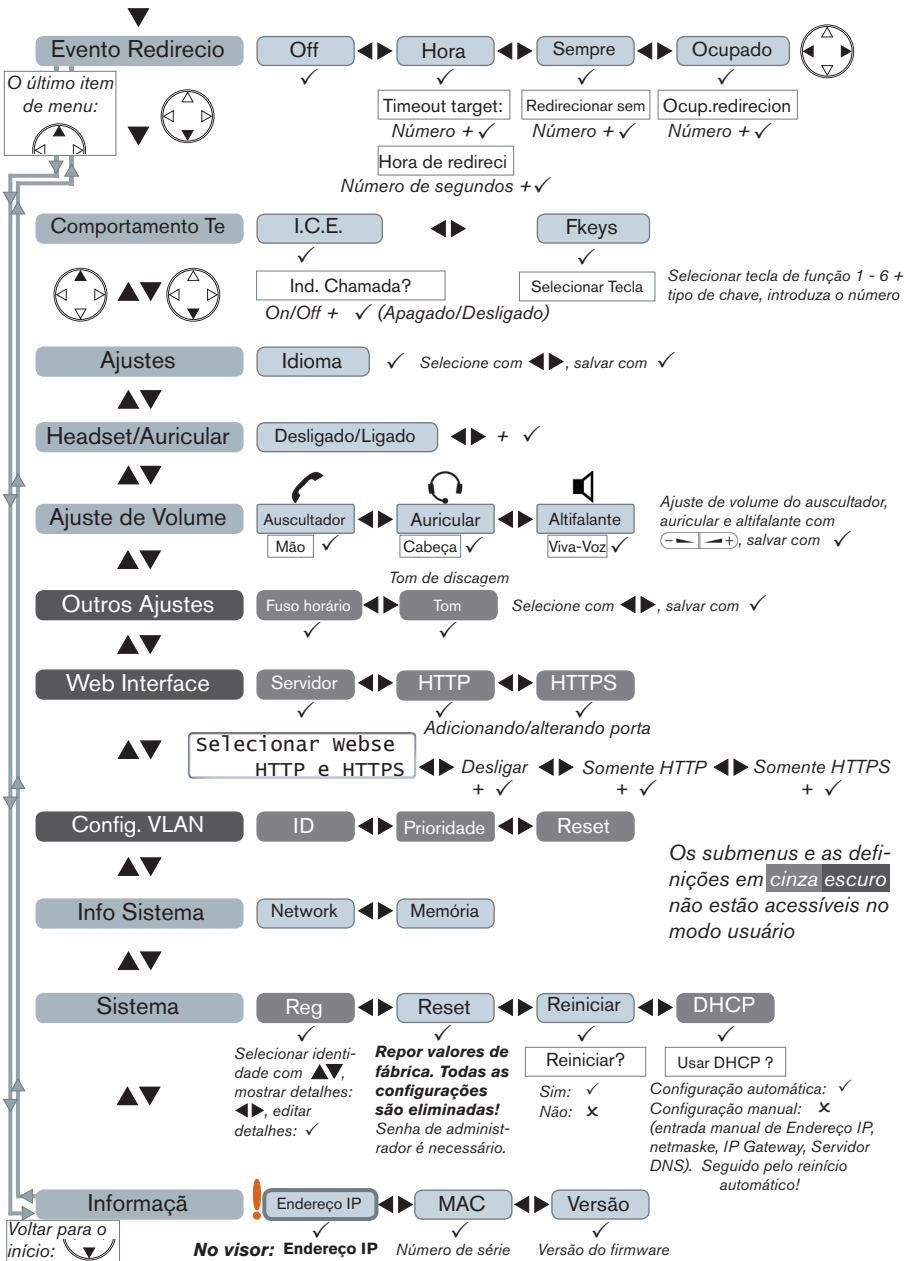 Evento Redirecio
Off
Hora
Sempre
Ocupado
✓ ✓ ✓ ✓
O último item
de menu:
Timeout target:
Redirecionar sem
Ocup.redirecion
Número + ✓
Número + ✓
Número + ✓
Hora de redireci
Número de segundos + ✓
Comportamento Te
I.C.E.
Fkeys
✓ ✓
Ind. Chamada?
Selecionar Tecla
Selecionar tecla de função 1 - 6 +
tipo de chave, introduza o número
On/Off + ✓ (Apagado/Desligado)
Ajustes
Idioma
✓ Selecione com ◀▶, salvar com ✓
Headset/Auricular
Desligado/Ligado
◀▶ + ✓
Ajuste de Volume
Auscultador
Auricular
Altifalante
Mão ✓
Cabeça ✓
Viva-Voz ✓
Ajuste de volume do auscultador,
auricular e altifalante com
(− +), salvar com ✓
Tom de discagem
Outros Ajustes
Fuso horário
Tom
Selecione com ◀▶, salvar com ✓
✓ ✓
Web Interface
Servidor
HTTP
HTTPS
✓ ✓ ✓
Adicionando/alterando porta
Selecionar Webse
HTTP e HTTPS
◀▶ Desligar ◀▶ Somente HTTP ◀▶ Somente HTTPS
+ ✓ + ✓ + ✓
Config. VLAN
ID
Prioridade
Reset
Os submenus e as defi-
nições em cinza escuro
não estão acessíveis no
modo usuário
Info Sistema
Network
Memória
Sistema
Reg
Reset
Reiniciar
DHCP
✓ ✓ ✓ ✓
Selecionar identi-
dade com ▲▼,
mostrar detalhes:
◀▶, editar
detalhes: ✓
Repor valores de
fábrica. Todas as
configurações
são eliminadas!
Senha de administ-
rador é necessário.
Reiniciar?
Sim: ✓
Não: ✗
Usar DHCP ?
Configuração automática: ✓
Configuração manual: ✗
(entrada manual de Endereço IP,
netmaske, IP Gateway, Servidor
DNS). Seguido pelo reinício
automático!
Informaçã
!
Endereço IP
MAC
Versão
✓ ✓ ✓
Voltar para o
início:
No visor: Endereço IP
Número de série
Versão do firmware